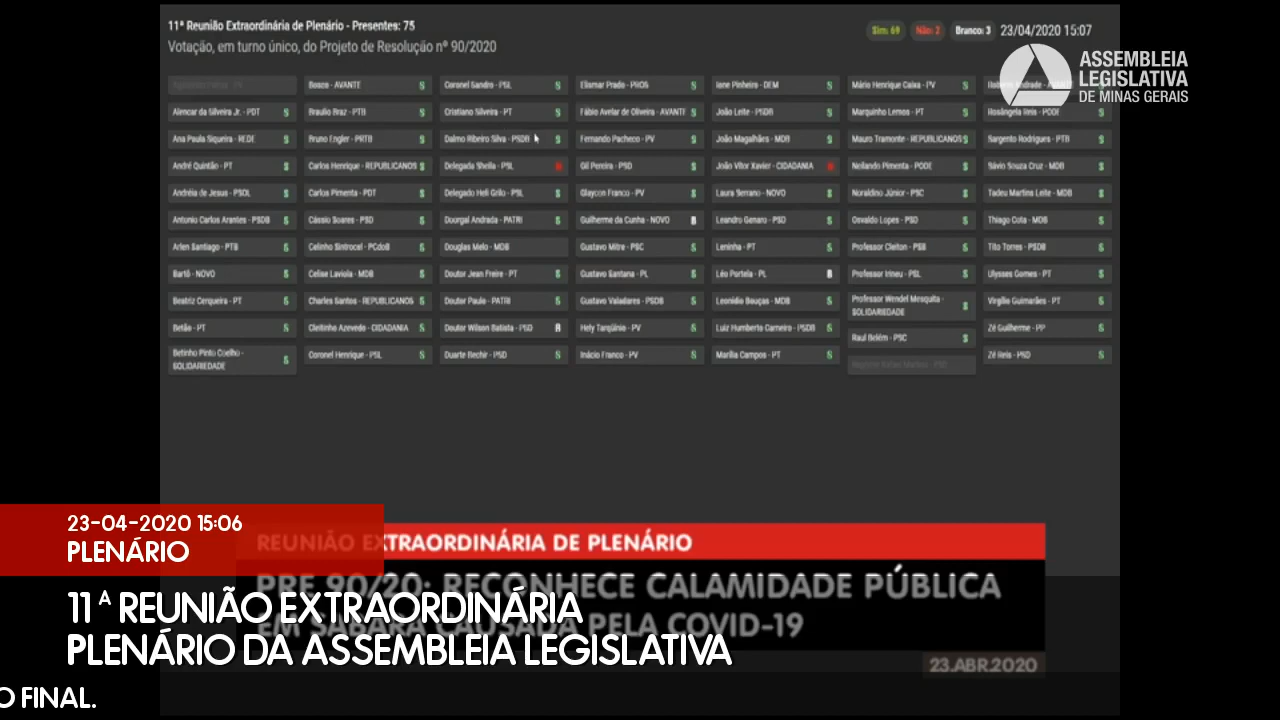 11ª Reunião Extraordinária de Plenário - Presentes: 75
Votação, em turno único, do Projeto de Resolução nº 90/2020
Sim: 69 Não: 2 Branco: 3 23/04/2020 15:07
ASSEMBLEIA
LEGISLATIVA
DE MINAS GERAIS
Alencar da Silveira Jr. - PDT S
Ana Paula Siqueira - REDE S
André Quintão - PT S
Andréia de Jesus - PSOL S
Antonio Carlos Arantes - PSDB S
Arlen Santiago - PTB S
Bartô - NOVO S
Beatriz Cerqueira - PT S
Betão - PT S
Betinho Pinto Coelho -
SOLIDARIEDADE S
Bosco - AVANTE S
Braulio Braz - PTB S
Bruno Engler - PRTB S
Carlos Henrique - REPUBLICANOS S
Carlos Pimenta - PDT S
Cássio Soares - PSD S
Celinho Sintrocel - PCdoB S
Celise Laviola - MDB S
Charles Santos - REPUBLICANOS S
Cleitinho Azevedo - CIDADANIA S
Coronel Henrique - PSL S
Coronel Sandro - PSL S
Cristiano Silveira - PT S
Dalmo Ribeiro Silva - PSDB S
Delegada Sheila - PSL
Delegado Heli Grilo - PSL S
Doorgal Andrada - PATRI S
Douglas Melo - MDB
Doutor Jean Freire - PT S
Doutor Paulo - PATRI S
Doutor Wilson Batista - PSD B
Duarte Bechir - PSD S
Elismar Prado - PROS S
Fábio Avelar de Oliveira - AVANTE S
Fernando Pacheco - PV S
Gil Pereira - PSD S
Glaycon Franco - PV S
Guilherme da Cunha - NOVO B
Gustavo Mitre - PSC S
Gustavo Santana - PL S
Gustavo Valadares - PSDB S
Hely Tarqüínio - PV S
Inácio Franco - PV S
Ione Pinheiro - DEM S
João Leite - PSDB S
João Magalhães - MDB S
João Vítor Xavier - CIDADANIA
Laura Serrano - NOVO S
Leandro Genaro - PSD S
Leninha - PT S
Léo Portela - PL B
Leonídio Bouças - MDB S
Luiz Humberto Carneiro - PSDB S
Marília Campos - PT S
Mário Henrique Caixa - PV S
Marquinho Lemos - PT S
Mauro Tramonte - REPUBLICANOS S
Neilando Pimenta - PODE S
Noraldino Júnior - PSC S
Osvaldo Lopes - PSD S
Professor Cleiton - PSB S
Professor Irineu - PSL S
Professor Wendel Mesquita -
SOLIDARIEDADE S
Raul Belém - PSC S
Rosângela Reis - PODE S
Sargento Rodrigues - PTB S
Sávio Souza Cruz - MDB S
Tadeu Martins Leite - MDB S
Thiago Cota - MDB S
Tito Torres - PSDB S
Ulysses Gomes - PT S
Virgílio Guimarães - PT S
Zé Guilherme - PP S
Zé Reis - PSD S
23-04-2020 15:06
PLENÁRIO
REUNIÃO EXTRAORDINÁRIA DE PLENÁRIO
PRE 90/20: RECONHECE CALAMIDADE PÚBLICA
EM SABARÁ CAUSADA PELA COVID-19
11ª REUNIÃO EXTRAORDINÁRIA
PLENÁRIO DA ASSEMBLEIA LEGISLATIVA
23.ABR.2020
O FINAL.